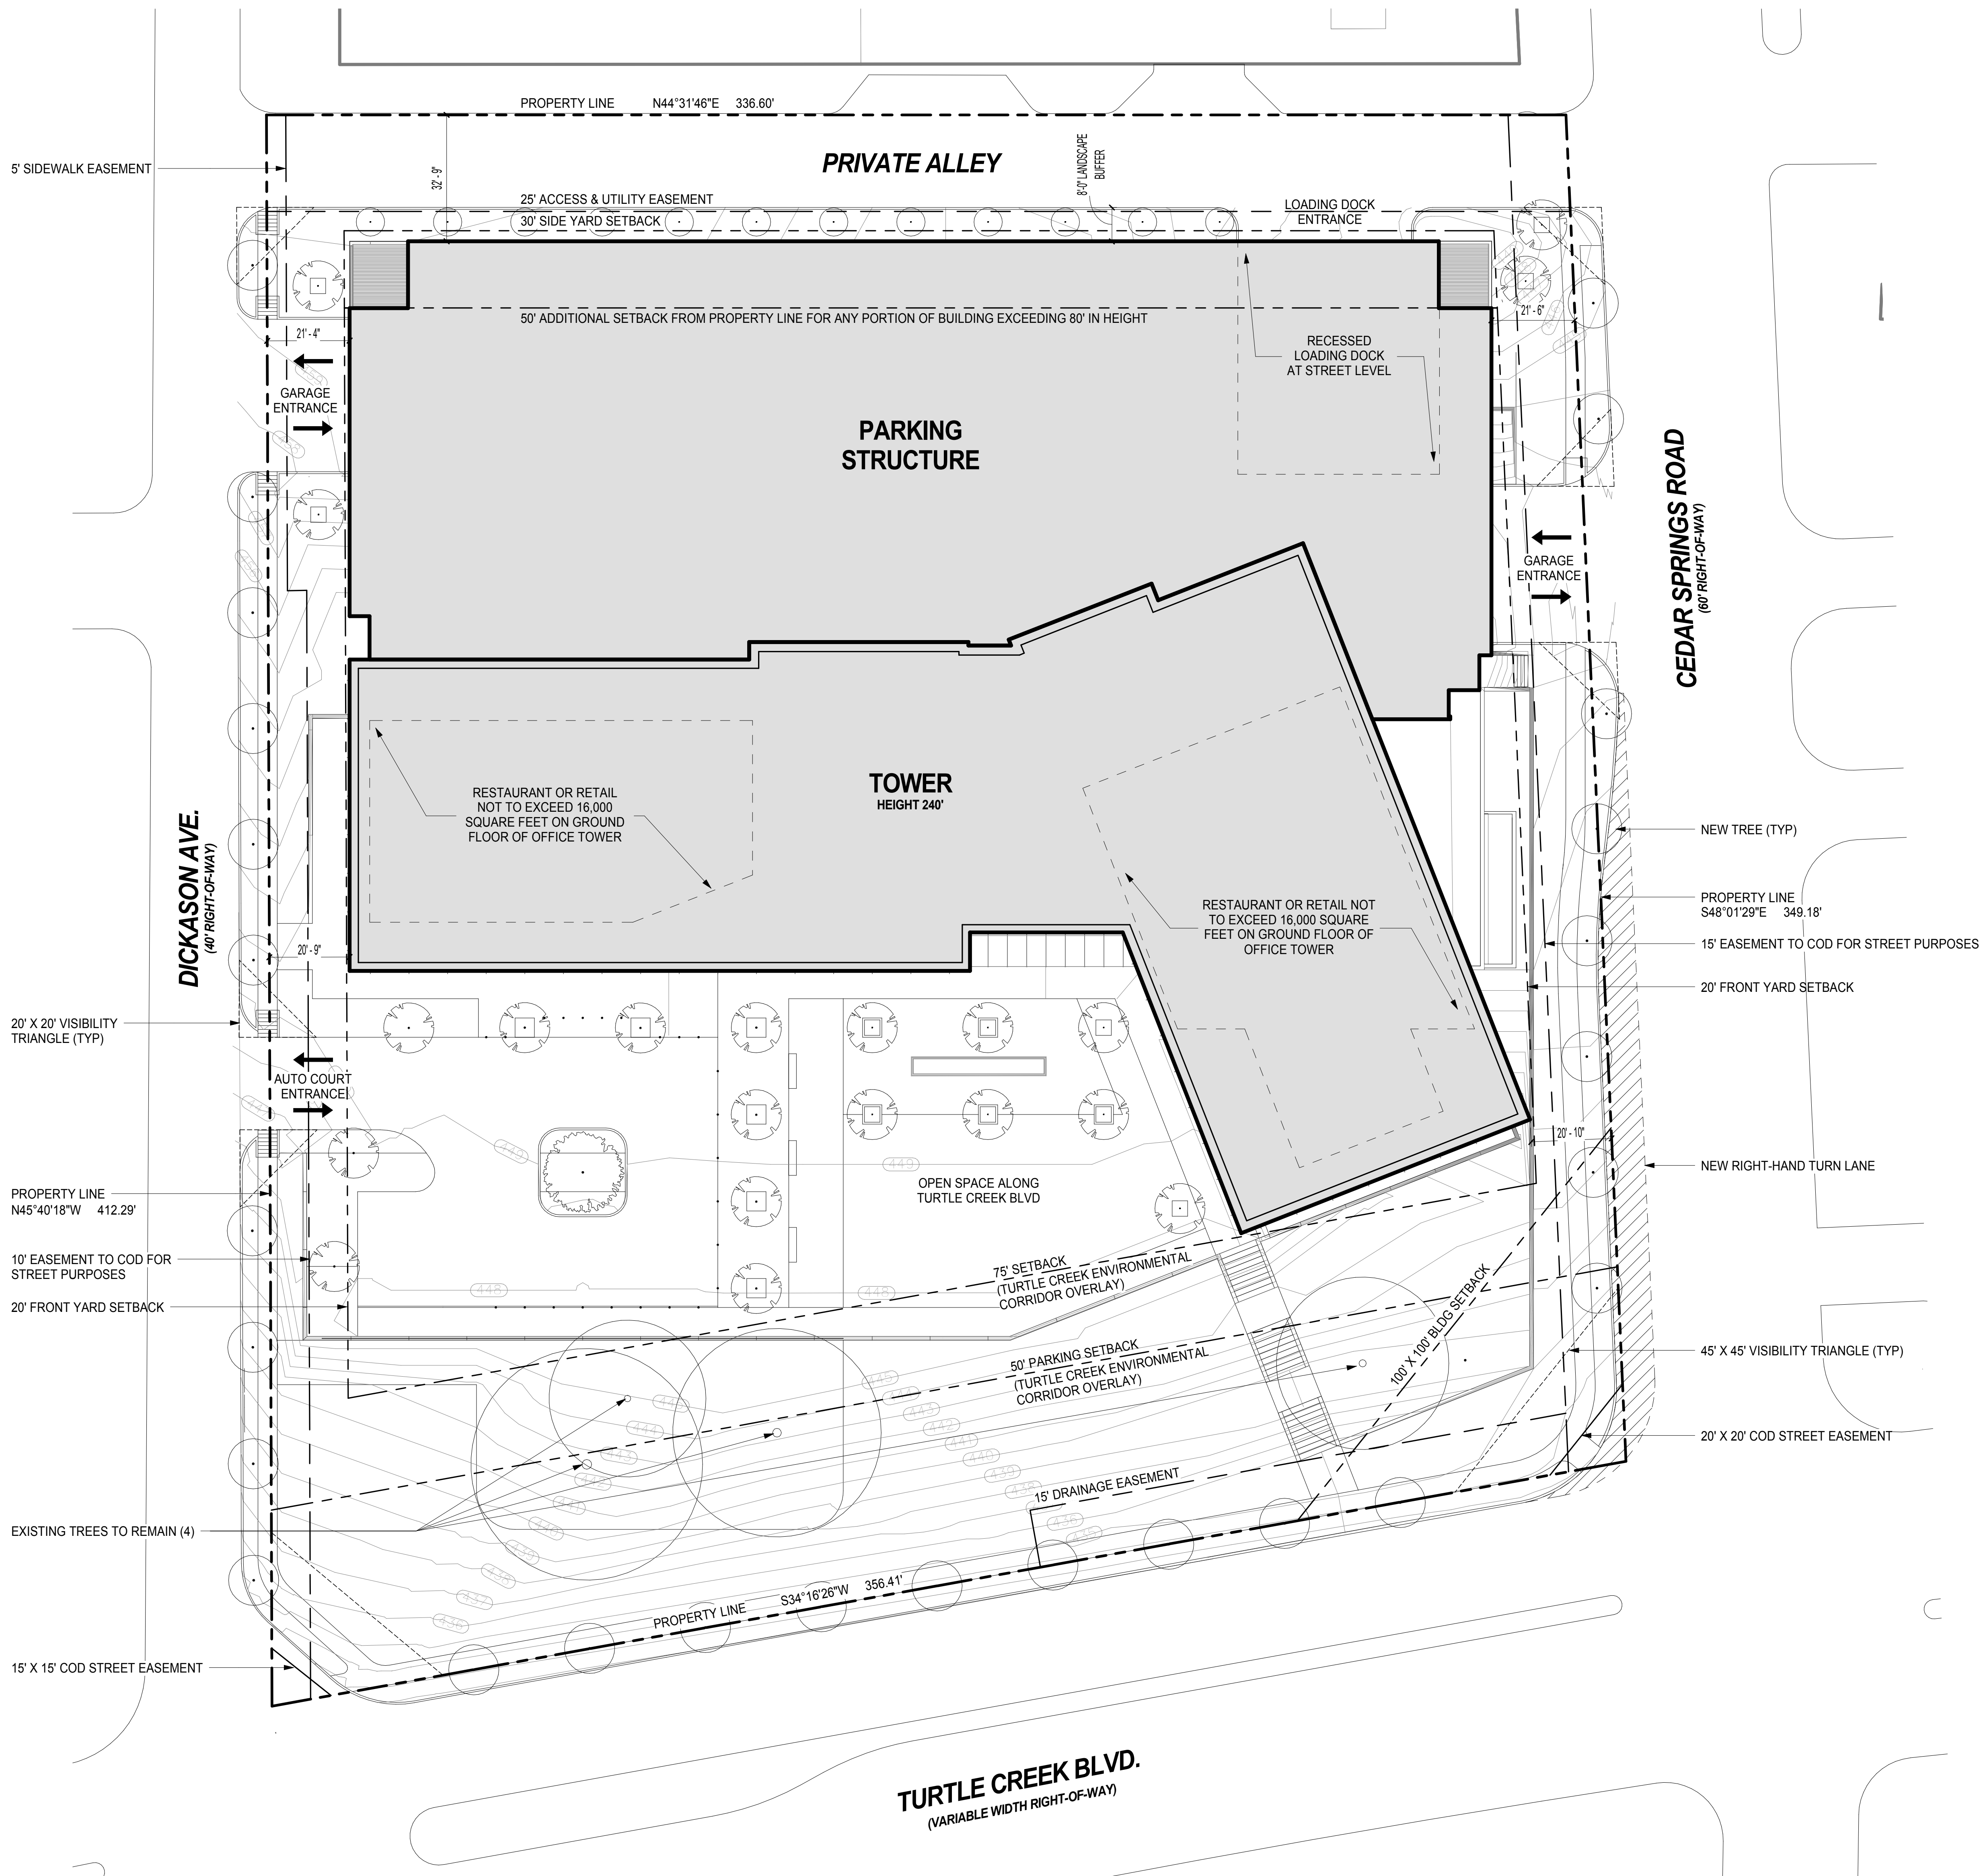 PROPERTY LINE N44°31'46"E 336.60'
5' SIDEWALK EASEMENT
PRIVATE ALLEY
32' - 9"
8'-0" LANDSCAPE
BUFFER
25' ACCESS & UTILITY EASEMENT
30' SIDE YARD SETBACK
LOADING DOCK
ENTRANCE
50' ADDITIONAL SETBACK FROM PROPERTY LINE FOR ANY PORTION OF BUILDING EXCEEDING 80' IN HEIGHT
21' - 4"
21' - 6"
RECESSED
LOADING DOCK
AT STREET LEVEL
GARAGE
ENTRANCE
PARKING
STRUCTURE
CEDAR SPRINGS ROAD
(60' RIGHT-OF-WAY)
GARAGE
ENTRANCE
TOWER
HEIGHT 240'
RESTAURANT OR RETAIL
NOT TO EXCEED 16,000
SQUARE FEET ON GROUND
FLOOR OF OFFICE TOWER
DICKASON AVE.
(40' RIGHT-OF-WAY)
NEW TREE (TYP)
PROPERTY LINE
S48°01'29"E 349.18'
RESTAURANT OR RETAIL NOT
TO EXCEED 16,000 SQUARE
FEET ON GROUND FLOOR OF
OFFICE TOWER
15' EASEMENT TO COD FOR STREET PURPOSES
20' - 9"
20' FRONT YARD SETBACK
20' X 20' VISIBILITY
TRIANGLE (TYP)
AUTO COURT
ENTRANCE
20' - 10"
449
OPEN SPACE ALONG
TURTLE CREEK BLVD
NEW RIGHT-HAND TURN LANE
PROPERTY LINE
N45°40'18"W 412.29'
10' EASEMENT TO COD FOR
STREET PURPOSES
75' SETBACK
(TURTLE CREEK ENVIRONMENTAL
CORRIDOR OVERLAY)
448
448
20' FRONT YARD SETBACK
100' X 100' BLDG SETBACK
50' PARKING SETBACK
(TURTLE CREEK ENVIRONMENTAL
CORRIDOR OVERLAY)
45' X 45' VISIBILITY TRIANGLE (TYP)
443
442
441
440
439
20' X 20' COD STREET EASEMENT
15' DRAINAGE EASEMENT
EXISTING TREES TO REMAIN (4)
PROPERTY LINE S34°16'26"W 356.41'
15' X 15' COD STREET EASEMENT
TURTLE CREEK BLVD.
(VARIABLE WIDTH RIGHT-OF-WAY)